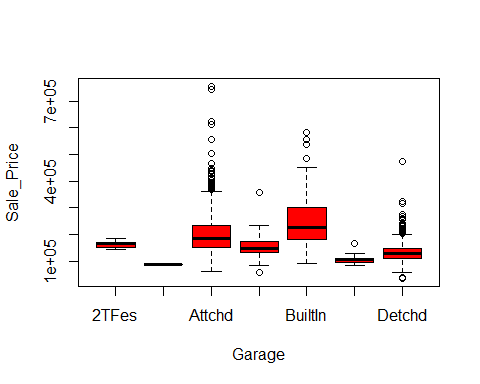 Sale_Price
7e+05
4e+05
1e+05
2TFes Attchd BuiltIn Detchd
Garage